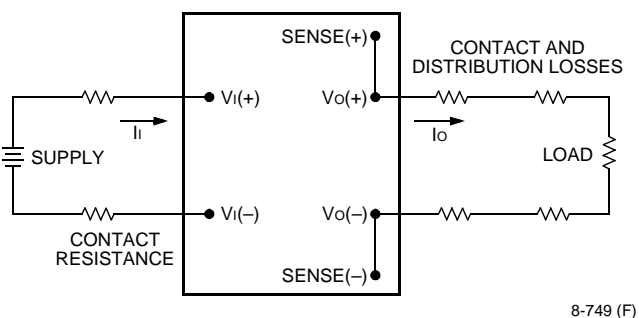 SENSE(+)
CONTACT AND
DISTRIBUTION LOSSES
VI(+)
VO(+)
II
IO
SUPPLY
LOAD
VI(–)
VO(–)
CONTACT
RESISTANCE
SENSE(–)
8-749 (F)